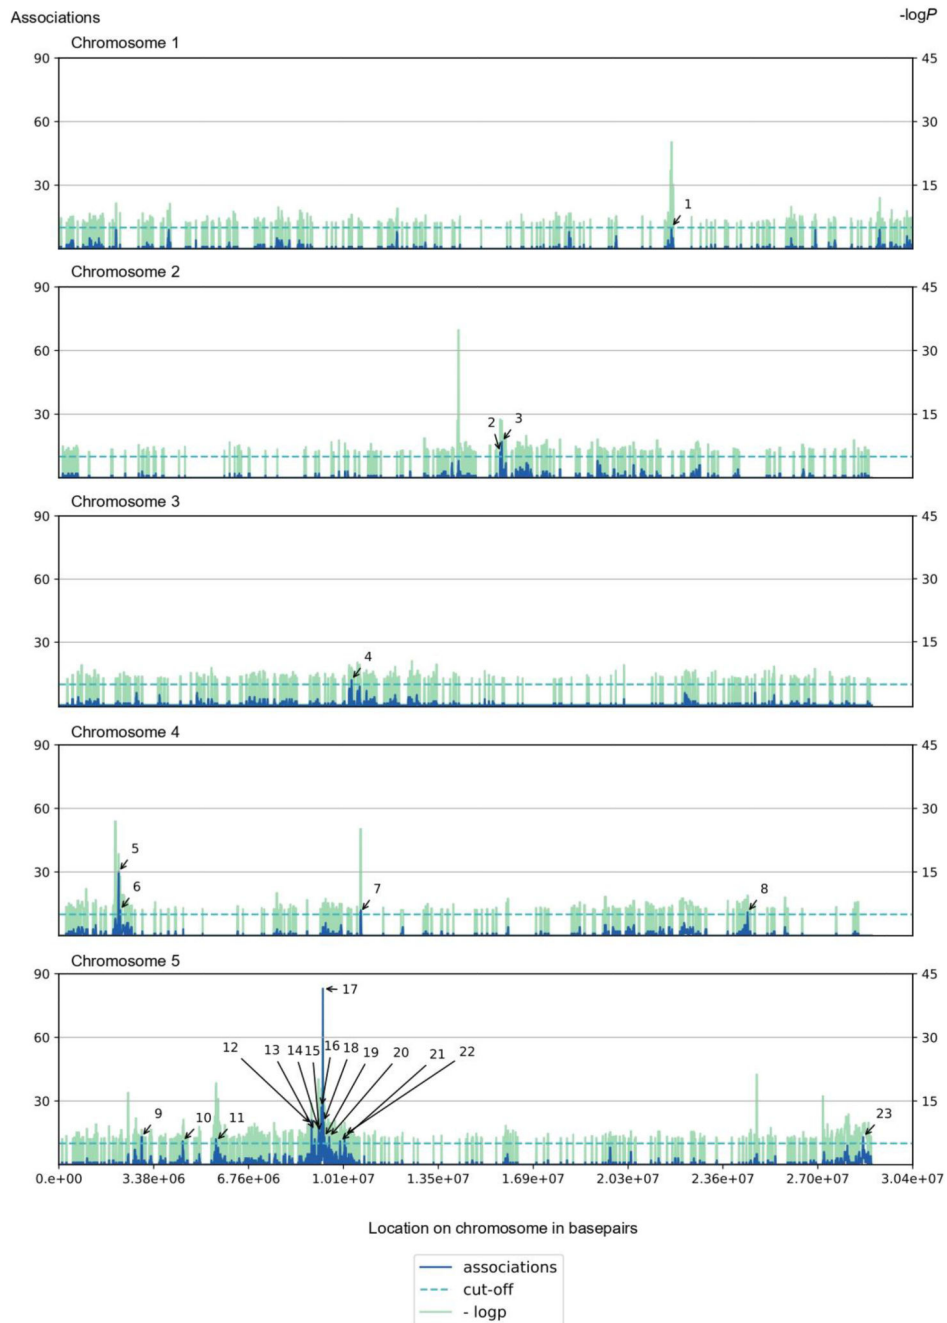 Associations
-logP
Chromosome 1
90
60
30
45
30
15
1
Chromosome 2
90
60
30
45
30
15
2
3
Chromosome 3
90
60
30
45
30
15
4
Chromosome 4
90
60
30
45
30
15
5
6
7
8
Chromosome 5
90
60
30
0
45
30
15
0
17
12 13 14 15 16 18 19 20 21 22
9 10 11 23
0.e+00 3.38e+06 6.76e+06 1.01e+07 1.35e+07 1.69e+07 2.03e+07 2.36e+07 2.70e+07 3.04e+07
Location on chromosome in basepairs
associations
cut-off
- logp